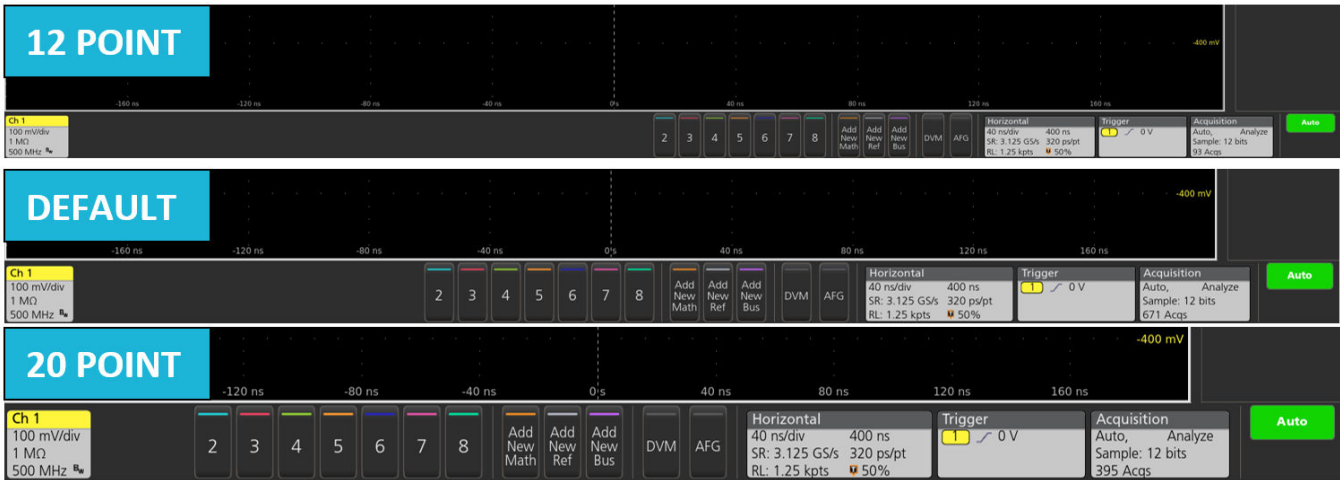 12 POINT
-400 mV
-160 ns -120 ns -80 ns -40 ns 0's 40 ns 80 ns 120 ns 160 ns
Ch 1
100 mV/div
1 MΩ
500 MHz Bw
2 3 4 5 6 7 8
Add New Math
Add New Ref
Add New Bus
DVM
AFG
Horizontal
40 ns/div 400 ns
SR: 3.125 GS/s 320 ps/pt
RL: 1.25 kpts 50%
Trigger
1 0 V
Acquisition
Auto, Analyze
Sample: 12 bits
93 Acqs
Auto
DEFAULT
-400 mV
-160 ns -120 ns -80 ns -40 ns 0's 40 ns 80 ns 120 ns 160 ns
Ch 1
100 mV/div
1 MΩ
500 MHz Bw
2 3 4 5 6 7 8
Add New Math
Add New Ref
Add New Bus
DVM
AFG
Horizontal
40 ns/div 400 ns
SR: 3.125 GS/s 320 ps/pt
RL: 1.25 kpts 50%
Trigger
1 0 V
Acquisition
Auto, Analyze
Sample: 12 bits
671 Acqs
Auto
20 POINT
-400 mV
-120 ns -80 ns -40 ns 0's 40 ns 80 ns 120 ns 160 ns
Ch 1
100 mV/div
1 MΩ
500 MHz Bw
2 3 4 5 6 7 8
Add New Math
Add New Ref
Add New Bus
DVM
AFG
Horizontal
40 ns/div 400 ns
SR: 3.125 GS/s 320 ps/pt
RL: 1.25 kpts 50%
Trigger
1 0 V
Acquisition
Auto, Analyze
Sample: 12 bits
395 Acqs
Auto